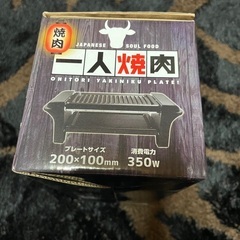 焼肉
JAPANESE SOUL FOOD
一人焼肉
ONITORI YAKINIKU PLATE!
プレートサイズ
200×100mm
消費電力
350W